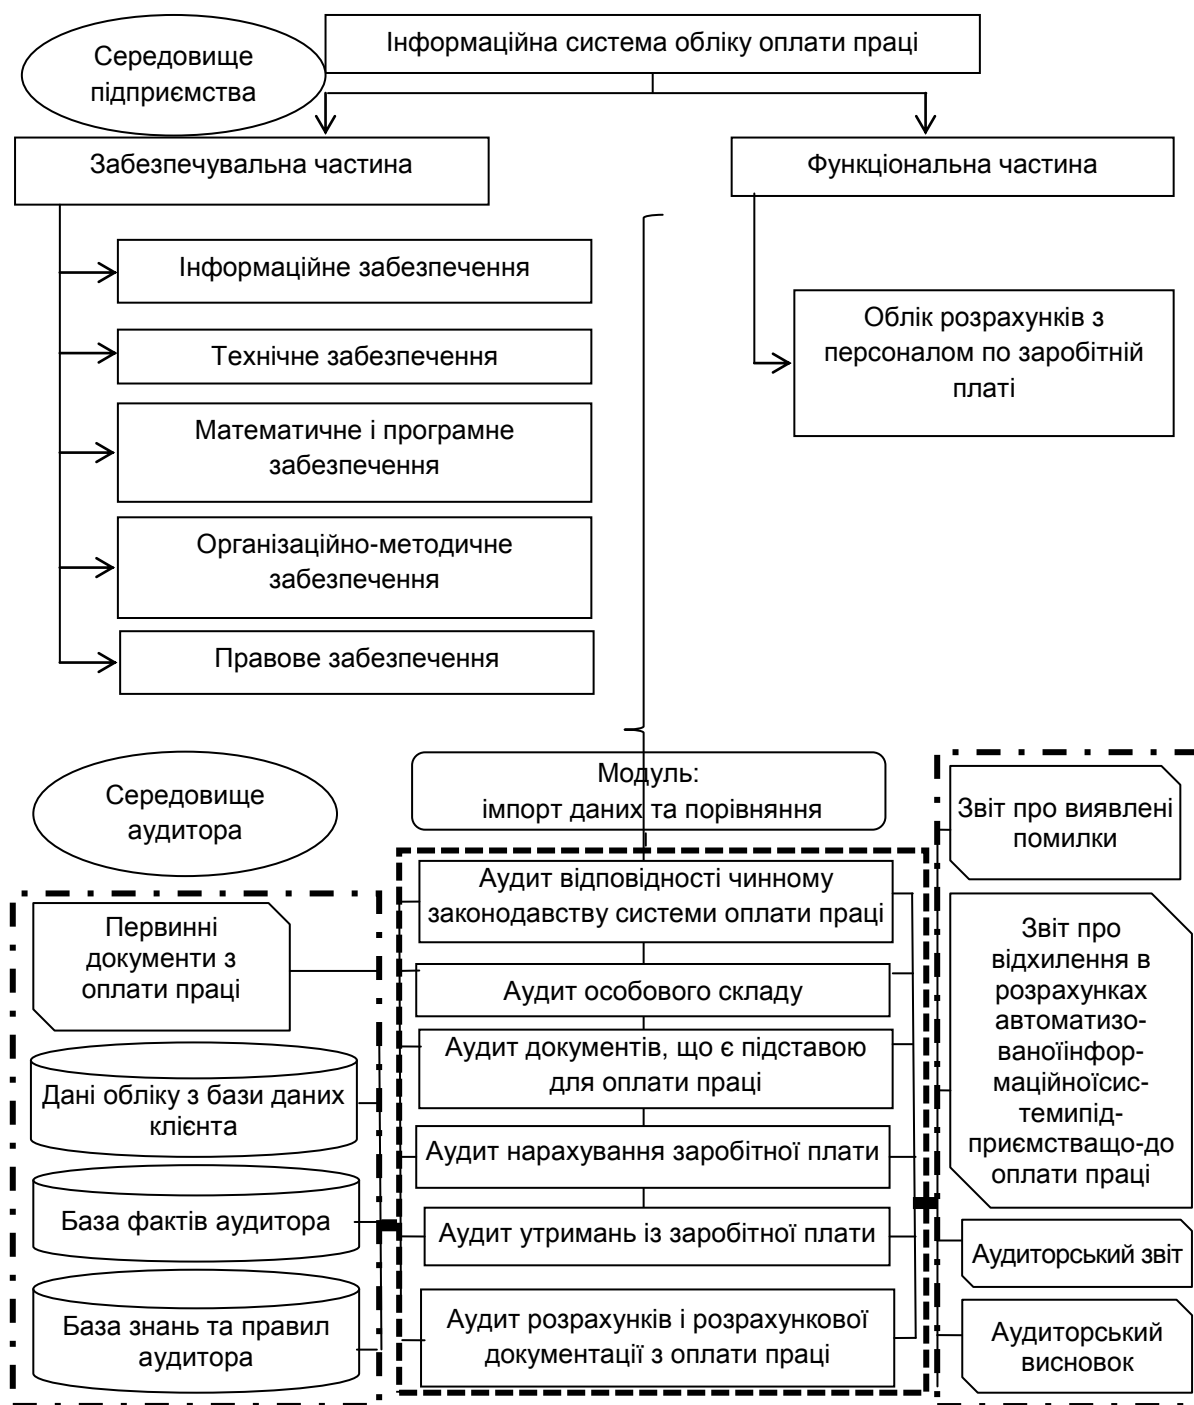 Середовище
підприємства
Інформаційна система обліку оплати праці
Забезпечувальна частина
Функціональна частина
Інформаційне забезпечення
Технічне забезпечення
Математичне і програмне
забезпечення
Організаційно-методичне
забезпечення
Правове забезпечення
Облік розрахунків з
персоналом по заробітній
платі
Середовище
аудитора
Модуль:
імпорт даних та порівняння
Первинні
документи з
оплати праці
Дані обліку з бази даних
клієнта
База фактів аудитора
База знань та правил
аудитора
Аудит відповідності чинному
законодавству системи оплати праці
Аудит особового складу
Аудит документів, що є підставою
для оплати праці
Аудит нарахування заробітної плати
Аудит утримань із заробітної плати
Аудит розрахунків і розрахункової
документації з оплати праці
Звіт про виявлені
помилки
Звіт про
відхилення в
розрахунках
автоматизо-
ваноїінфор-
маційноїсис-
темипід-
приємстващо-до
оплати праці
Аудиторський звіт
Аудиторський
висновок